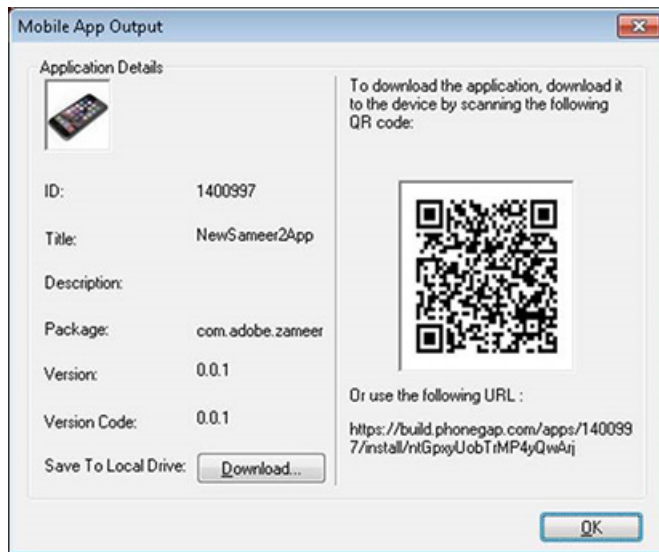 Mobile App Output
Application Details
ID: 1400997
Title: NewSameer2App
Description:
Package: com.adobe.zameer
Version: 0.0.1
Version Code: 0.0.1
Save To Local Drive: Download...
To download the application, download it
to the device by scanning the following
QR code:
Or use the following URL :
https://build.phonegap.com/apps/140099
7/install/ntGpxyUobTrMP4yQwArj
OK